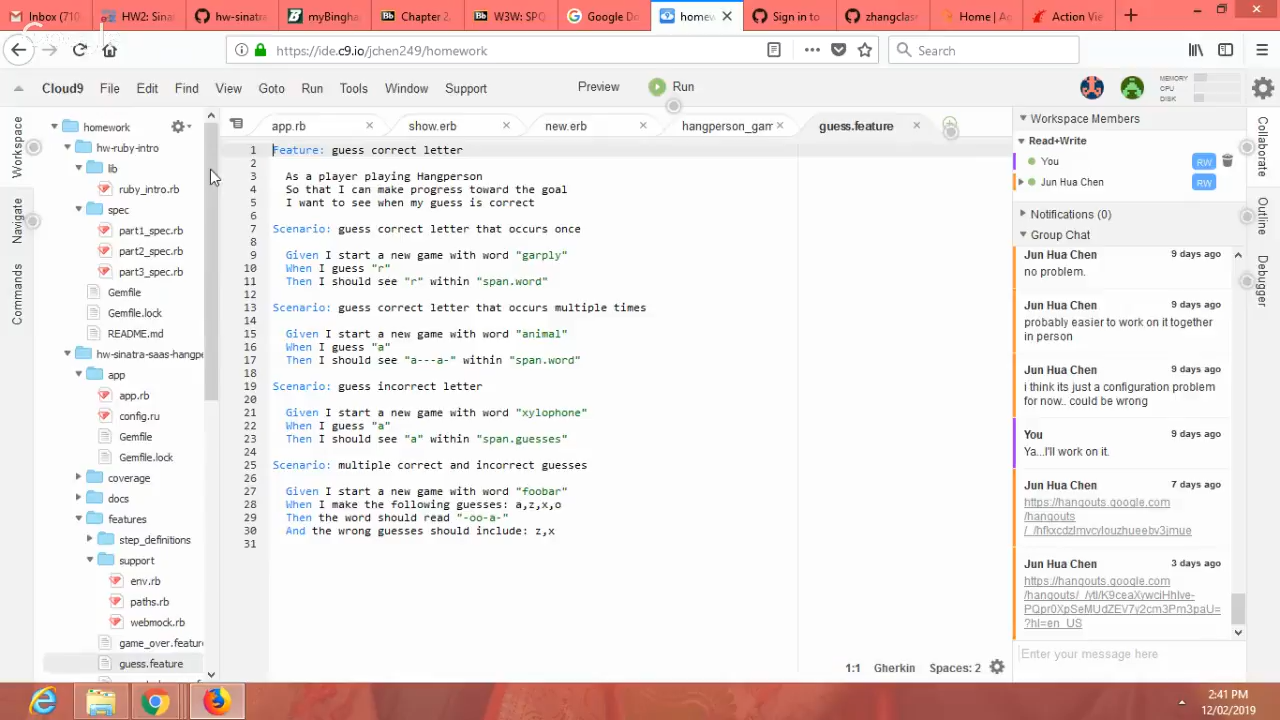 Inbox (710
HW2: Sina
hw-sinatra
myBingha
Chapter 2.
W3W: SPQ
Google Do
homew
Sign in to
zhangclass
Home | Ac
Action Vie
https://ide.c9.io/jchen249/homework
Search
Cloud9 File Edit Find View Goto Run Tools Window Support Preview Run
MEMORY
CPU
DISK
Workspace
Navigate
Commands
homework
hw-ruby-intro
lib
ruby_intro.rb
spec
part1_spec.rb
part2_spec.rb
part3_spec.rb
Gemfile
Gemfile.lock
README.md
hw-sinatra-saas-hangpe
app
app.rb
config.ru
Gemfile
Gemfile.lock
coverage
docs
features
step_definitions
support
env.rb
paths.rb
webmock.rb
game_over.feature
guess.feature
app.rb
show.erb
new.erb
hangperson_gam
guess.feature
1 Feature: guess correct letter
2
3 As a player playing Hangperson
4 So that I can make progress toward the goal
5 I want to see when my guess is correct
6
7 Scenario: guess correct letter that occurs once
8
9 Given I start a new game with word "garply"
10 When I guess "r"
11 Then I should see "r" within "span.word"
12
13 Scenario: guess correct letter that occurs multiple times
14
15 Given I start a new game with word "animal"
16 When I guess "a"
17 Then I should see "a---a-" within "span.word"
18
19 Scenario: guess incorrect letter
20
21 Given I start a new game with word "xylophone"
22 When I guess "a"
23 Then I should see "a" within "span.guesses"
24
25 Scenario: multiple correct and incorrect guesses
26
27 Given I start a new game with word "foobar"
28 When I make the following guesses: a,z,x,o
29 Then the word should read "-oo-a-"
30 And the wrong guesses should include: z,x
31
1:1 Gherkin Spaces: 2
Workspace Members
Read+Write
You RW
Jun Hua Chen RW
Notifications (0)
Group Chat
Jun Hua Chen 9 days ago
no problem.
Jun Hua Chen 9 days ago
probably easier to work on it together
in person
Jun Hua Chen 9 days ago
i think its just a configuration problem
for now.. could be wrong
You 9 days ago
Ya...I'll work on it.
Jun Hua Chen 7 days ago
https://hangouts.google.com
/hangouts
/_/hfkxcdzlmvcvlouzhueebv3jmue
Jun Hua Chen 3 days ago
https://hangouts.google.com
/hangouts/_/ytl/K9ceaXywciHhIve-
PQpr0XpSeMUdZEV7y2cm3Pm3paU=
?hl=en_US
Enter your message here
Collaborate
Outline
Debugger
2:41 PM
12/02/2019